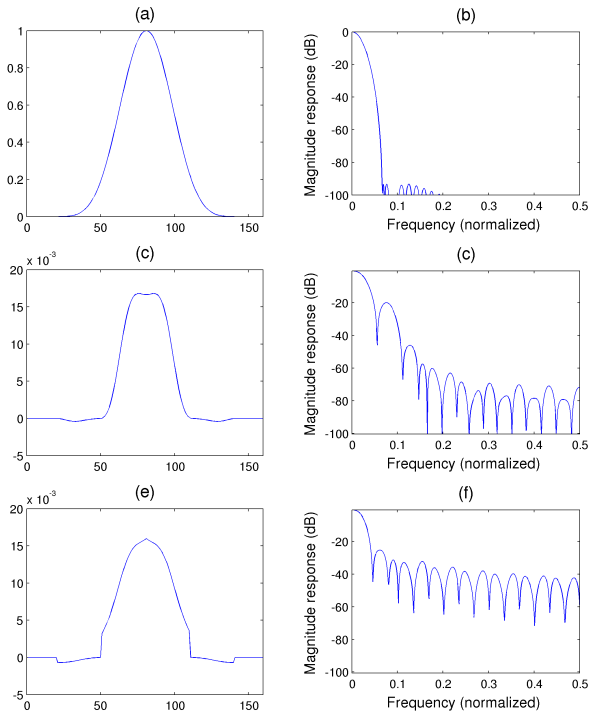 (a)
1
0.8
0.6
0.4
0.2
0
0 50 100 150
(b)
Magnitude response (dB)
0
-20
-40
-60
-80
-100
0 0.1 0.2 0.3 0.4 0.5
Frequency (normalized)
(c)
x 10⁻³
20
15
10
5
0
-5
0 50 100 150
(c)
Magnitude response (dB)
-20
-40
-60
-80
-100
0 0.1 0.2 0.3 0.4 0.5
Frequency (normalized)
(e)
x 10⁻³
20
15
10
5
0
-5
0 50 100 150
(f)
Magnitude response (dB)
-20
-40
-60
-80
-100
0 0.1 0.2 0.3 0.4 0.5
Frequency (normalized)